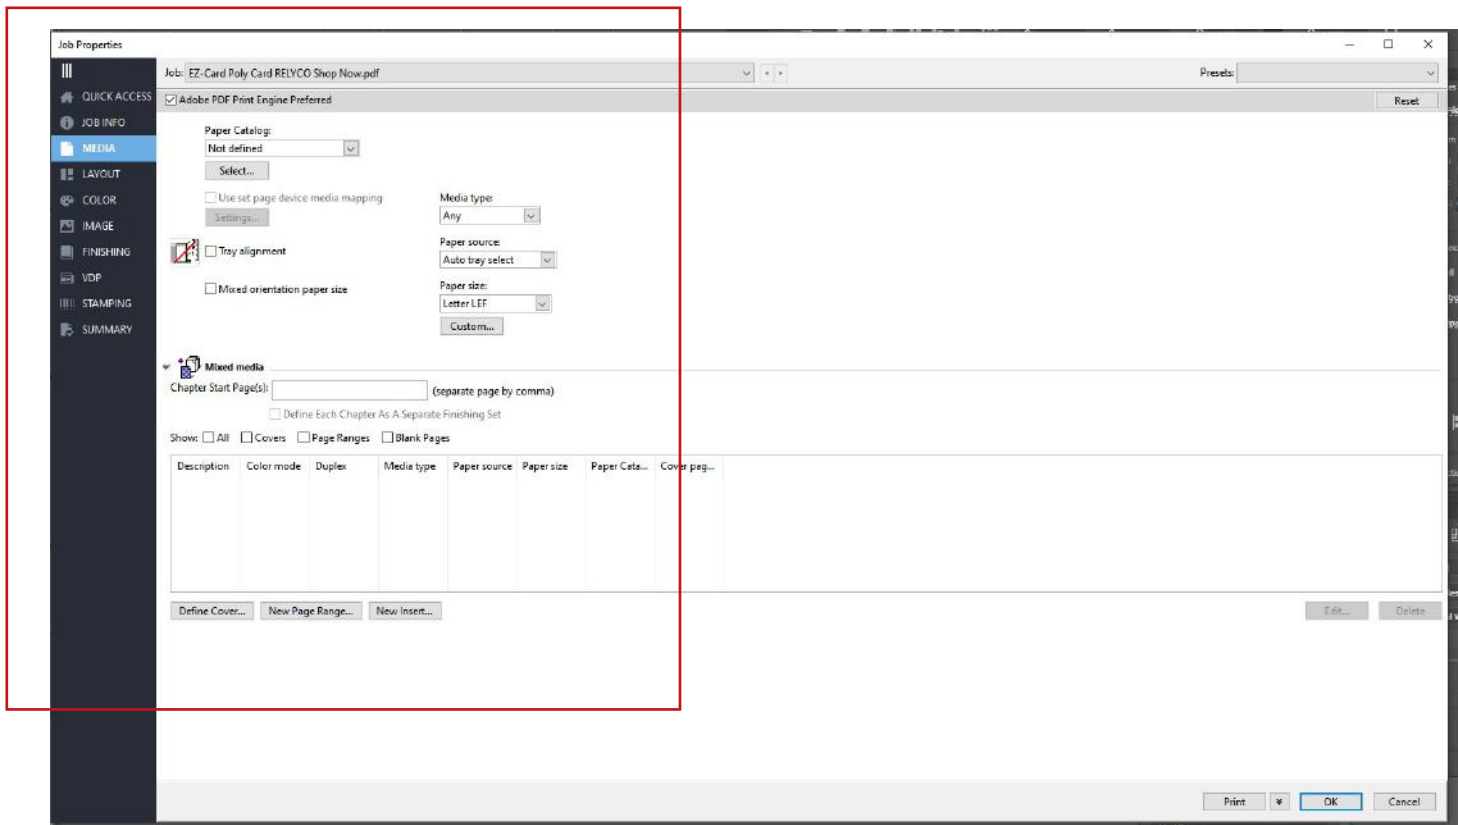 Job Properties
Job: EZ-Card Poly Card RELYCO Shop Now.pdf
Presets:
QUICK ACCESS
JOB INFO
MEDIA
LAYOUT
COLOR
IMAGE
FINISHING
VDP
STAMPING
SUMMARY
Adobe PDF Print Engine Preferred
Reset
Paper Catalog:
Not defined
Select...
Use set page device media mapping
Settings...
Tray alignment
Mixed orientation paper size
Media type:
Any
Paper source:
Auto tray select
Paper size:
Letter LEF
Custom...
Mixed media
Chapter Start Page(s):
(separate page by comma)
Define Each Chapter As A Separate Finishing Set
Show: All Covers Page Ranges Blank Pages
Description Color mode Duplex Media type Paper source Paper size Paper Cata... Cover pag...
Define Cover... New Page Range... New Insert...
Edit... Delete
Print OK Cancel